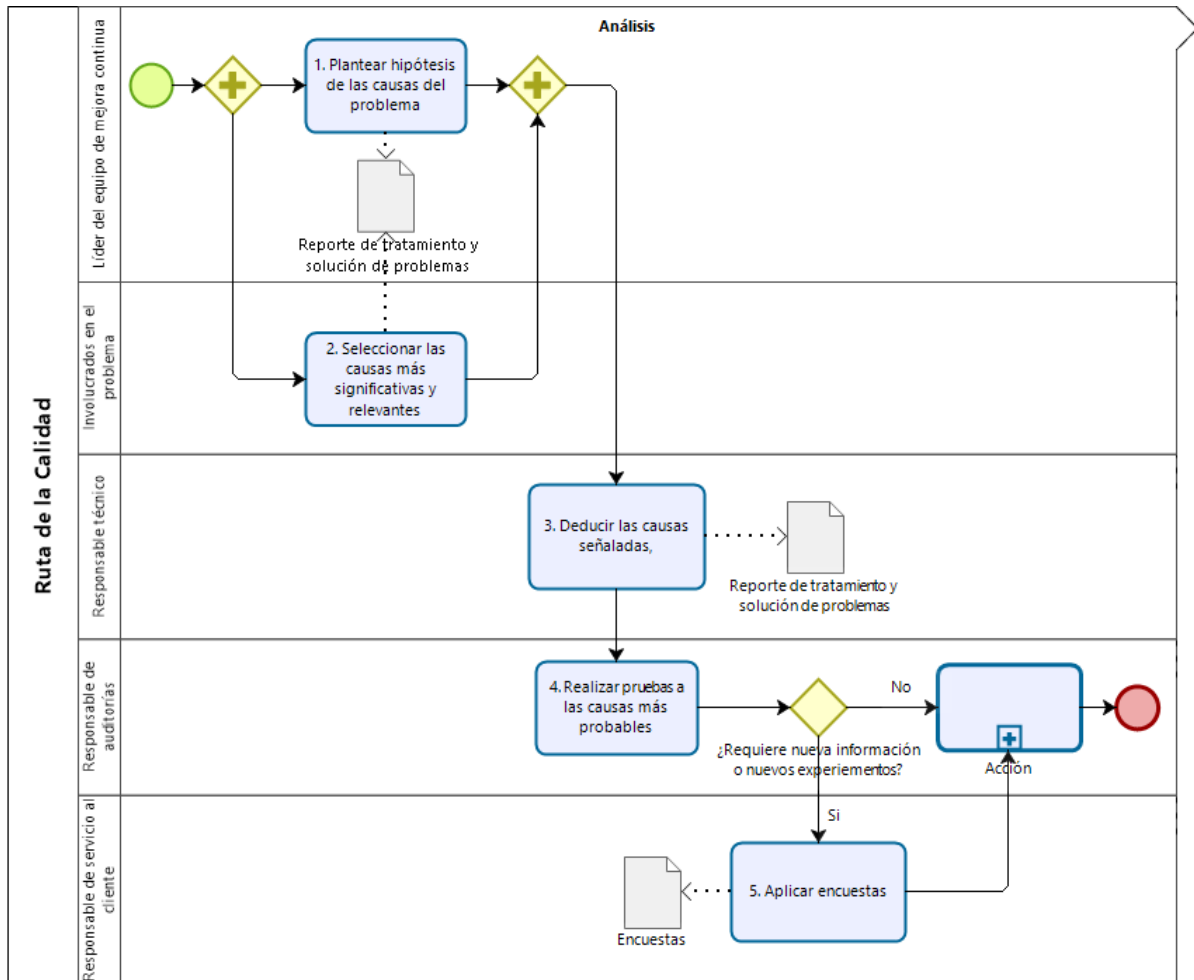 Ruta de la Calidad
Análisis
Líder del equipo de mejora continua
1. Plantear hipótesis
de las causas del
problema
Reporte de tratamiento y
solución de problemas
Involucrados en el
problema
2. Seleccionar las
causas más
significativas y
relevantes
Responsable técnico
3. Deducir las causas
señaladas,
Reporte de tratamiento y
solución de problemas
Responsable de
auditorías
4. Realizar pruebas a
las causas más
probables
¿Requiere nueva información
o nuevos experiementos?
No
Acción
Si
Responsable de servicio al
cliente
Encuestas
5. Aplicar encuestas